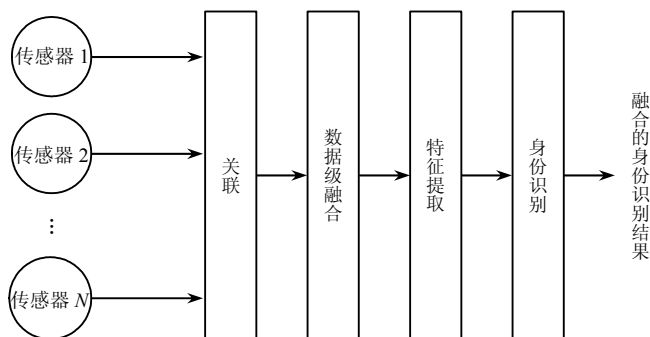 传感器 1
传感器 2
⋮
传感器 N
关联
数据级融合
特征提取
身份识别
融合的身份识别结果